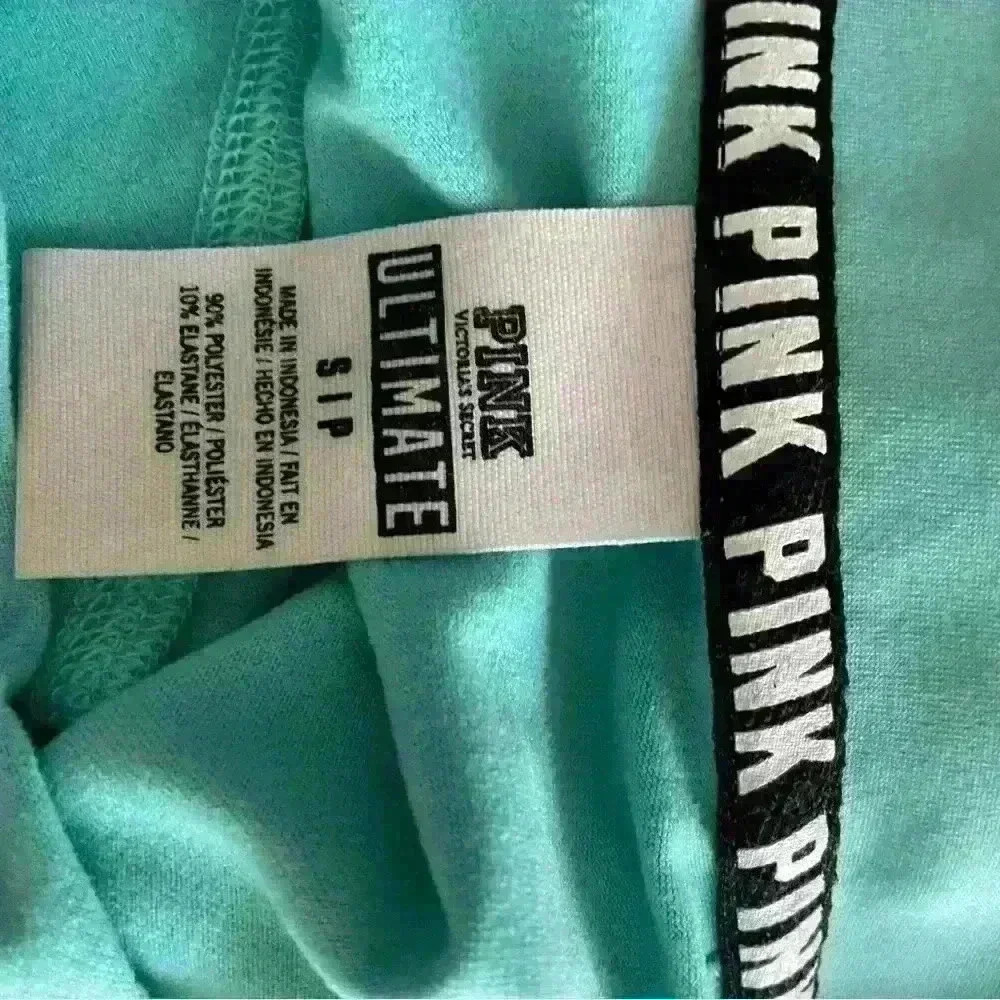 PINK
VICTORIA'S SECRET
ULTIMATE
S | P
MADE IN INDONESIA / FAIT EN
INDONÉSIE / HECHO EN INDONESIA
90% POLYESTER / POLIÉSTER
10% ELASTANE / ÉLASTHANNE /
ELASTANO
INK PINK PINK PINK